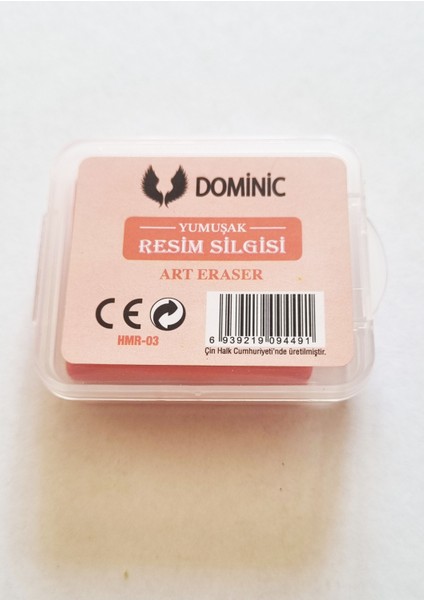 DOMINIC
YUMUŞAK
RESİM SİLGİSİ
ART ERASER
CE
HMR-03
6 939219 094491
Çin Halk Cumhuriyeti'nde üretilmiştir.